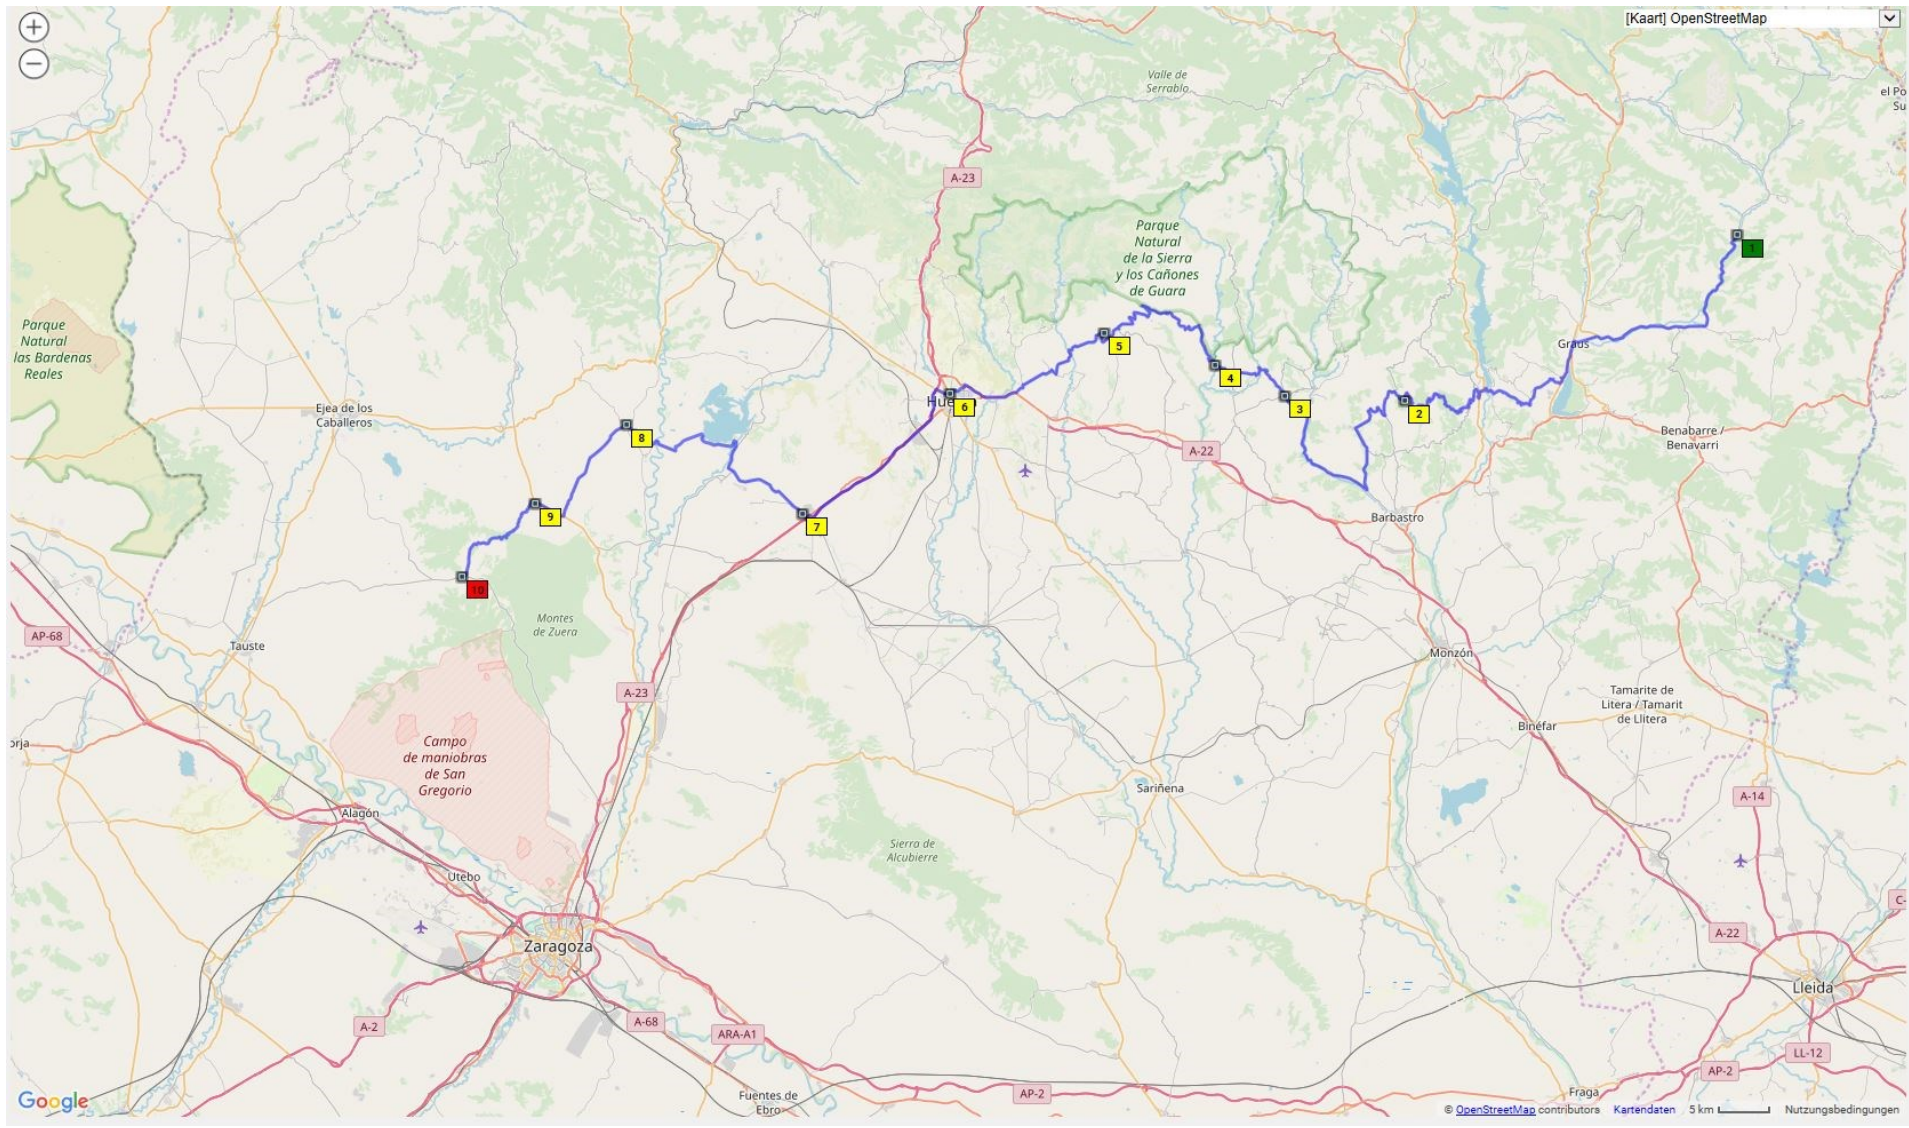 +
−
[Kaart] OpenStreetMap
Valle de
Serrablo
el Po
Su
A-23
Parque
Natural
de la Sierra
y los Cañones
de Guara
1
Parque
Natural
las Bardenas
Reales
Graus
5
4
Ejea de los
Caballeros
Hue
6
3
2
8
Benabarre /
Benavarri
A-22
9
7
Barbastro
10
Montes
de Zuera
AP-68
Tauste
Monzón
A-23
Tamarite de
Litera / Tamarit
de Llitera
Binéfar
orja
Campo
de maniobras
de San
Gregorio
Sariñena
A-14
Alagón
Sierra de
Alcubierre
Utebo
C-
A-22
Zaragoza
Lleida
A-2
A-68
ARA-A1
LL-12
AP-2
AP-2
Fraga
Fuentes de
Ebro
Google
© OpenStreetMap contributors Kartendaten 5 km Nutzungsbedingungen